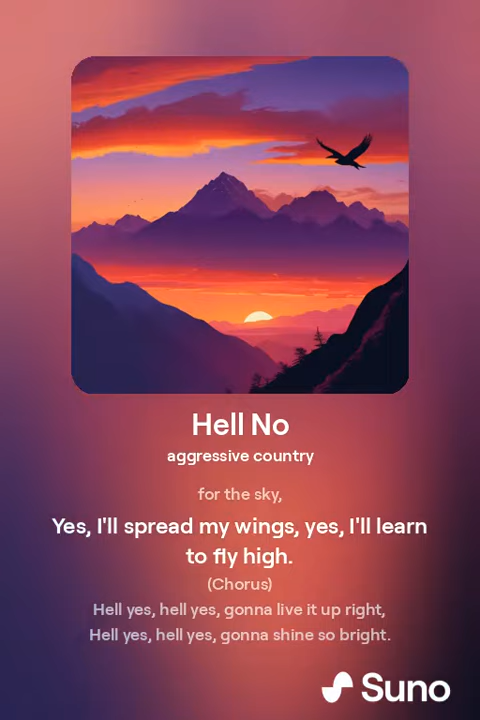 Hell No
aggressive country
for the sky,
Yes, I'll spread my wings, yes, I'll learn
to fly high.
(Chorus)
Hell yes, hell yes, gonna live it up right,
Hell yes, hell yes, gonna shine so bright.
Suno